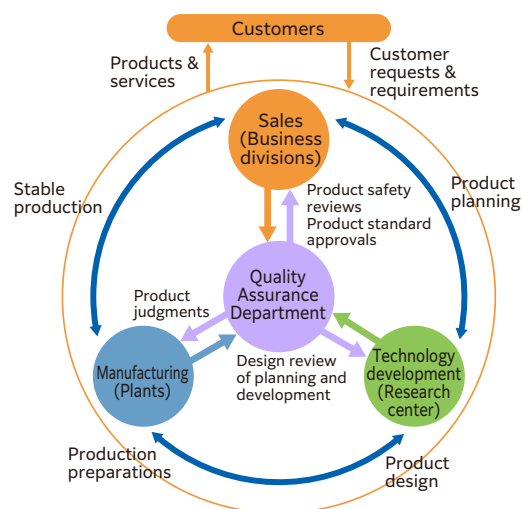 Customers
Products &
services
Customer
requests &
requirements
Sales
(Business
divisions)
Stable
production
Product
planning
Product safety
reviews
Product standard
approvals
Quality
Assurance
Department
Product
judgments
Manufacturing
(Plants)
Design review
of planning and
development
Technology
development
(Research
center)
Production
preparations
Product
design